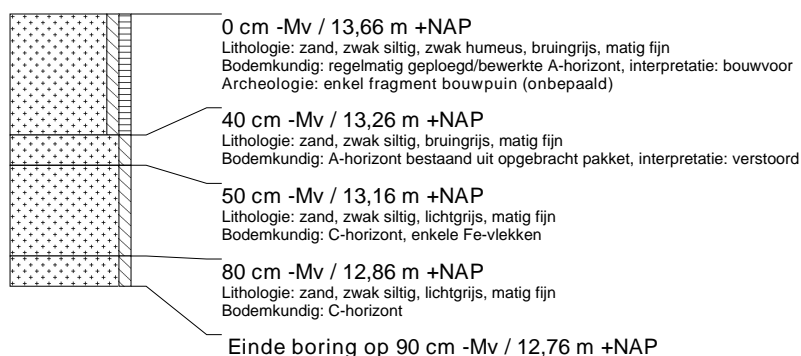 0 cm -Mv / 13,66 m +NAP
Lithologie: zand, zwak siltig, zwak humeus, bruingrijs, matig fijn
Bodemkundig: regelmatig geploegd/bewerkte A-horizont, interpretatie: bouwvoor
Archeologie: enkel fragment bouwpuin (onbepaald)
40 cm -Mv / 13,26 m +NAP
Lithologie: zand, zwak siltig, bruingrijs, matig fijn
Bodemkundig: A-horizont bestaand uit opgebracht pakket, interpretatie: verstoord
50 cm -Mv / 13,16 m +NAP
Lithologie: zand, zwak siltig, lichtgrijs, matig fijn
Bodemkundig: C-horizont, enkele Fe-vlekken
80 cm -Mv / 12,86 m +NAP
Lithologie: zand, zwak siltig, lichtgrijs, matig fijn
Bodemkundig: C-horizont
Einde boring op 90 cm -Mv / 12,76 m +NAP